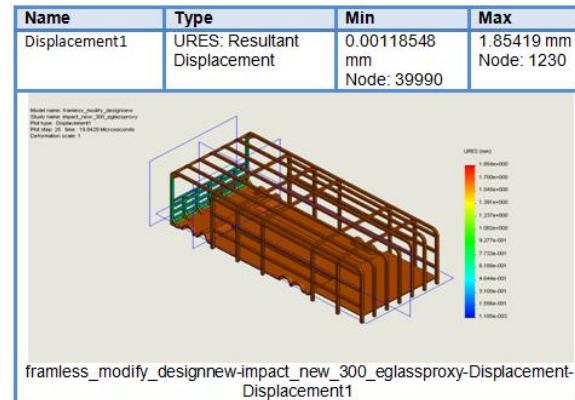 Name Type Min Max
Displacement1 URES: Resultant 0.00118548 1.85419 mm
Displacement mm Node: 1230
Node: 39990
Model name: framless_modify_designnew
Study name: impact_new_300_eglassproxy
Plot type: Displacement1
Plot step: 25 time : 19.9429 Microseconds
Deformation scale: 1
URES (mm)
1.854e+000
1.700e+000
1.545e+000
1.391e+000
1.237e+000
1.082e+000
9.277e-001
7.733e-001
6.188e-001
4.644e-001
3.100e-001
1.556e-001
1.185e-003
framless_modify_designnew-impact_new_300_eglassproxy-Displacement-
Displacement1